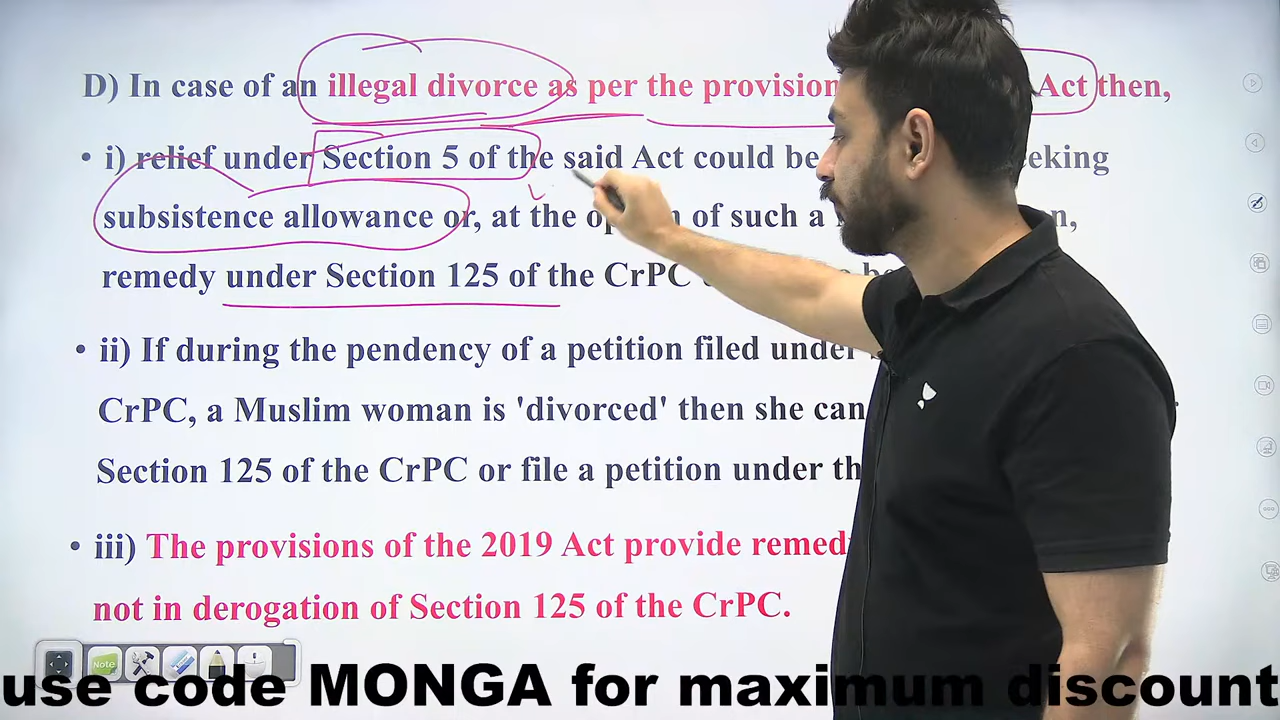 D) In case of an illegal divorce as per the provision Act then,
• i) relief under Section 5 of the said Act could be eeking
subsistence allowance or, at the op n of such a n,
remedy under Section 125 of the CrPC be
• ii) If during the pendency of a petition filed under
CrPC, a Muslim woman is 'divorced' then she can
Section 125 of the CrPC or file a petition under th
• iii) The provisions of the 2019 Act provide remed
not in derogation of Section 125 of the CrPC.
Note
use code MONGA for maximum discount